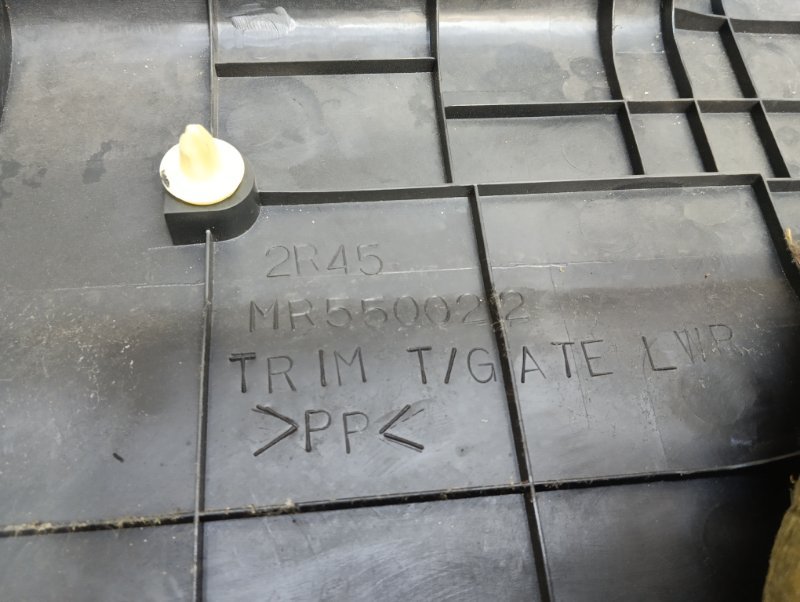 2R45
MR550022
TRIM T/GATE LWR
>PP<